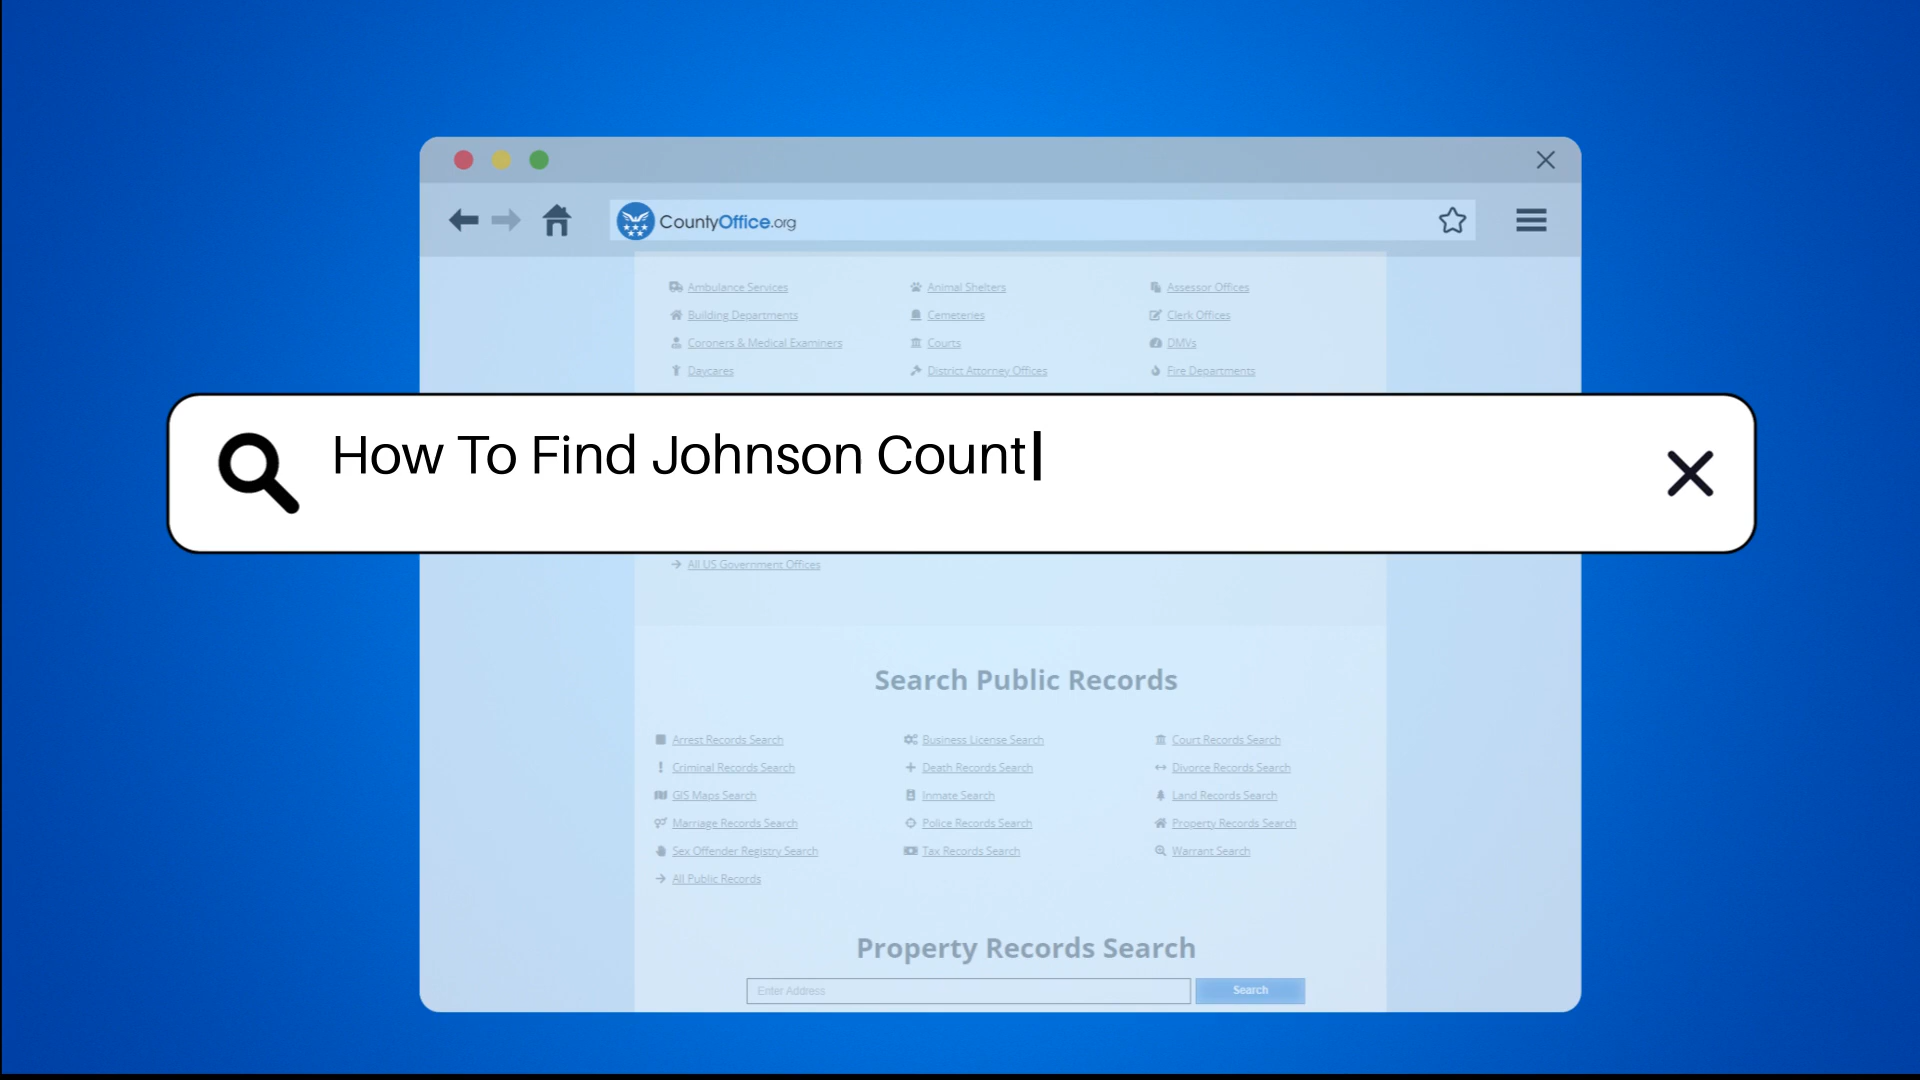 CountyOffice.org
Ambulance Services
Animal Shelters
Assessor Offices
Building Departments
Cemeteries
Clerk Offices
Coroners & Medical Examiners
Courts
DMVs
Daycares
District Attorney Offices
Fire Departments
How To Find Johnson Count
All US Government Offices
Search Public Records
Arrest Records Search
Business License Search
Court Records Search
Criminal Records Search
Death Records Search
Divorce Records Search
GIS Maps Search
Inmate Search
Land Records Search
Marriage Records Search
Police Records Search
Property Records Search
Sex Offender Registry Search
Tax Records Search
Warrant Search
All Public Records
Property Records Search
Enter Address
Search